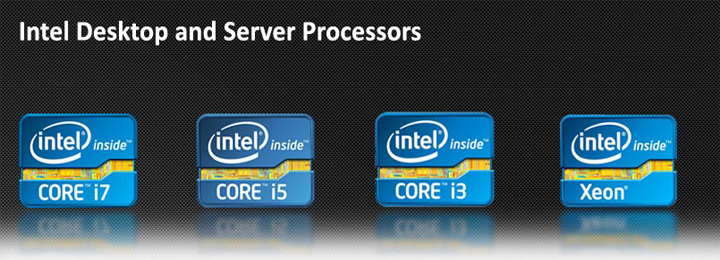 Intel Desktop and Server Processors
intel® inside™
CORE™ i7
intel® inside™
CORE™ i5
intel® inside™
CORE™ i3
intel® inside™
Xeon®